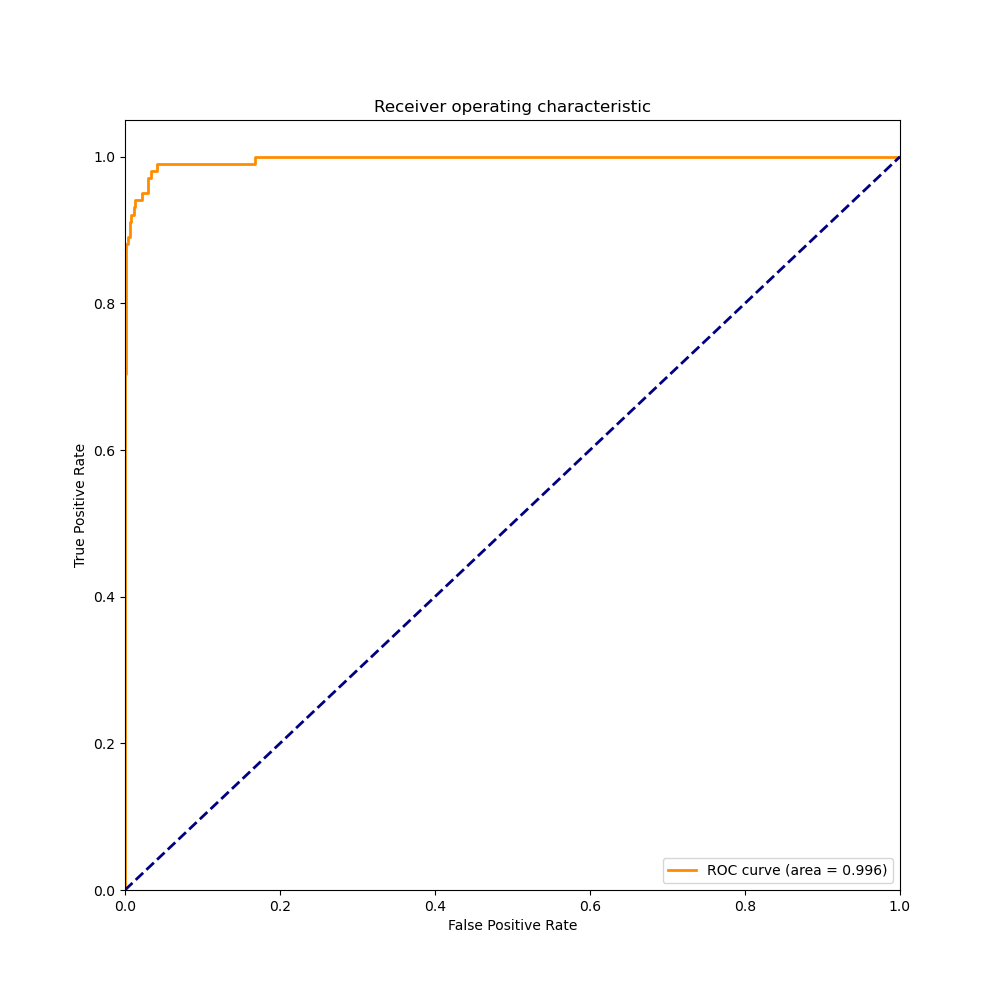 Receiver operating characteristic
1.0
0.8
0.6
0.4
0.2
0.0
True Positive Rate
ROC curve (area = 0.996)
0.0 0.2 0.4 0.6 0.8 1.0
False Positive Rate